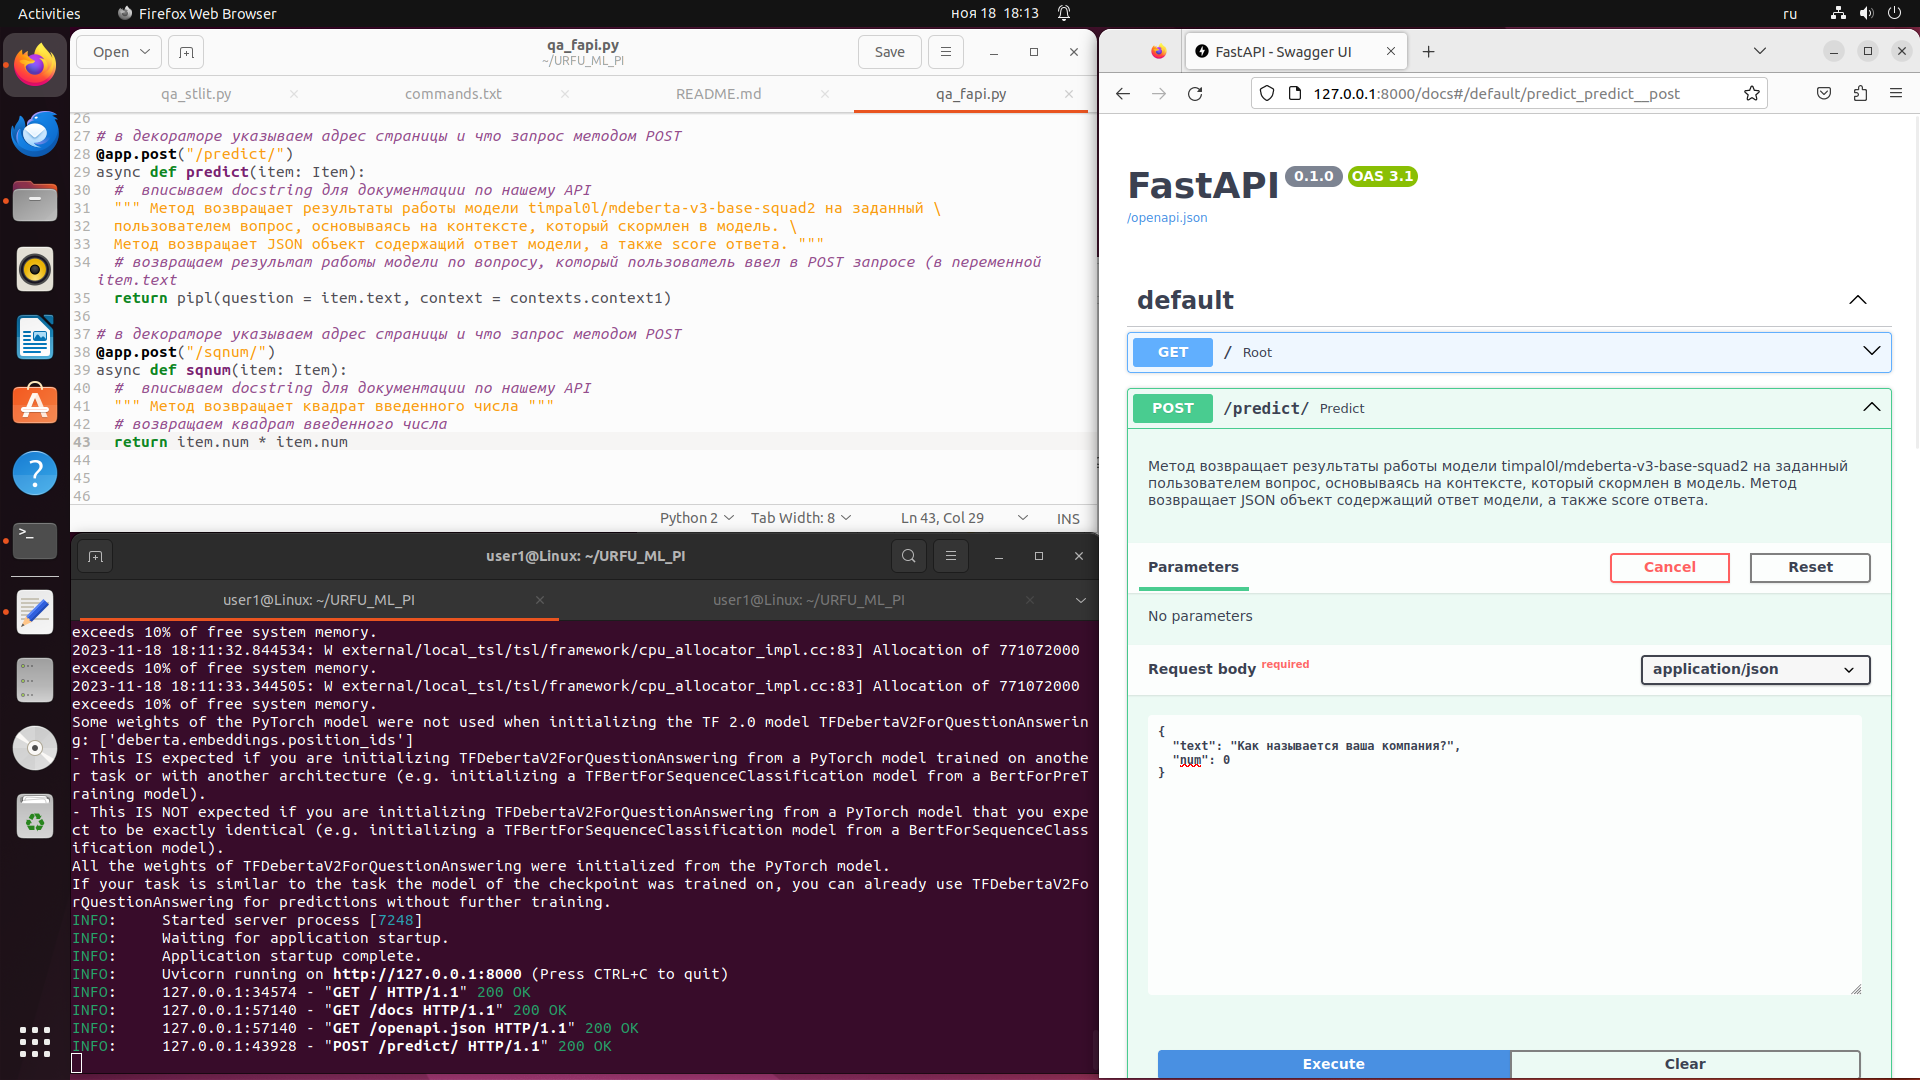 Activities
Firefox Web Browser
ноя 18 18:13
ru
Open
qa_fapi.py
~/URFU_ML_PI
Save
qa_stlit.py
commands.txt
README.md
qa_fapi.py
26
27 # в декораторе указываем адрес страницы и что запрос методом POST
28 @app.post("/predict/")
29 async def predict(item: Item):
30 # вписываем docstring для документации по нашему API
31 """ Метод возвращает результаты работы модели timpal0l/mdeberta-v3-base-squad2 на заданный \
32 пользователем вопрос, основываясь на контексте, который скормлен в модель. \
33 Метод возвращает JSON объект содержащий ответ модели, а также score ответа. """
34 # возвращаем результат работы модели по вопросу, который пользователь ввел в POST запросе (в переменной
item.text
35 return pipl(question = item.text, context = contexts.context1)
36
37 # в декораторе указываем адрес страницы и что запрос методом POST
38 @app.post("/sqnum/")
39 async def sqnum(item: Item):
40 # вписываем docstring для документации по нашему API
41 """ Метод возвращает квадрат введенного числа """
42 # возвращаем квадрат введенного числа
43 return item.num * item.num
44
45
46
Python 2
Tab Width: 8
Ln 43, Col 29
INS
user1@Linux: ~/URFU_ML_PI
user1@Linux: ~/URFU_ML_PI
user1@Linux: ~/URFU_ML_PI
exceeds 10% of free system memory.
2023-11-18 18:11:32.844534: W external/local_tsl/tsl/framework/cpu_allocator_impl.cc:83] Allocation of 771072000
exceeds 10% of free system memory.
2023-11-18 18:11:33.344505: W external/local_tsl/tsl/framework/cpu_allocator_impl.cc:83] Allocation of 771072000
exceeds 10% of free system memory.
Some weights of the PyTorch model were not used when initializing the TF 2.0 model TFDebertaV2ForQuestionAnswerin
g: ['deberta.embeddings.position_ids']
- This IS expected if you are initializing TFDebertaV2ForQuestionAnswering from a PyTorch model trained on anothe
r task or with another architecture (e.g. initializing a TFBertForSequenceClassification model from a BertForPreT
raining model).
- This IS NOT expected if you are initializing TFDebertaV2ForQuestionAnswering from a PyTorch model that you expe
ct to be exactly identical (e.g. initializing a TFBertForSequenceClassification model from a BertForSequenceClass
ification model).
All the weights of TFDebertaV2ForQuestionAnswering were initialized from the PyTorch model.
If your task is similar to the task the model of the checkpoint was trained on, you can already use TFDebertaV2Fo
rQuestionAnswering for predictions without further training.
INFO: Started server process [7248]
INFO: Waiting for application startup.
INFO: Application startup complete.
INFO: Uvicorn running on http://127.0.0.1:8000 (Press CTRL+C to quit)
INFO: 127.0.0.1:34574 - "GET / HTTP/1.1" 200 OK
INFO: 127.0.0.1:57140 - "GET /docs HTTP/1.1" 200 OK
INFO: 127.0.0.1:57140 - "GET /openapi.json HTTP/1.1" 200 OK
INFO: 127.0.0.1:43928 - "POST /predict/ HTTP/1.1" 200 OK
FastAPI - Swagger UI
127.0.0.1:8000/docs#/default/predict_predict__post
FastAPI 0.1.0 OAS 3.1
/openapi.json
default
GET / Root
POST /predict/ Predict
Метод возвращает результаты работы модели timpal0l/mdeberta-v3-base-squad2 на заданный
пользователем вопрос, основываясь на контексте, который скормлен в модель. Метод
возвращает JSON объект содержащий ответ модели, а также score ответа.
Parameters
Cancel
Reset
No parameters
Request body required
application/json
{
"text": "Как называется ваша компания?",
"num": 0
}
Execute
Clear